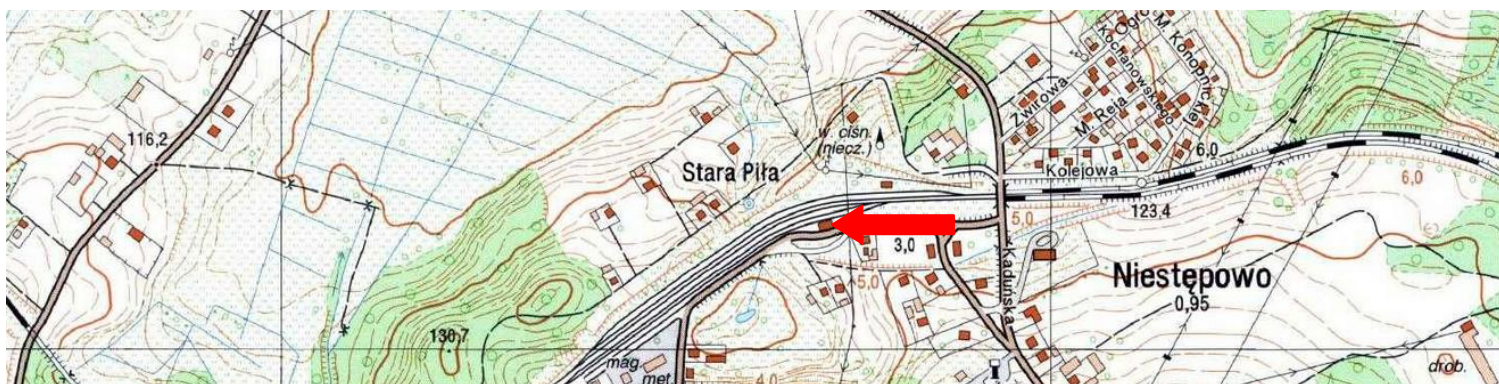 116,2
Stara Piła
w. ciśn.
(niecz.)
Żwirowa
M. Reja
Kochanowskiego
M. Konopnickiej
Kolejowa
6,0
6,0
123,4
5,0
3,0
5,0
Kaduńska
Niestępowo
0,95
130,7
mag.
met.
4,0
drob.